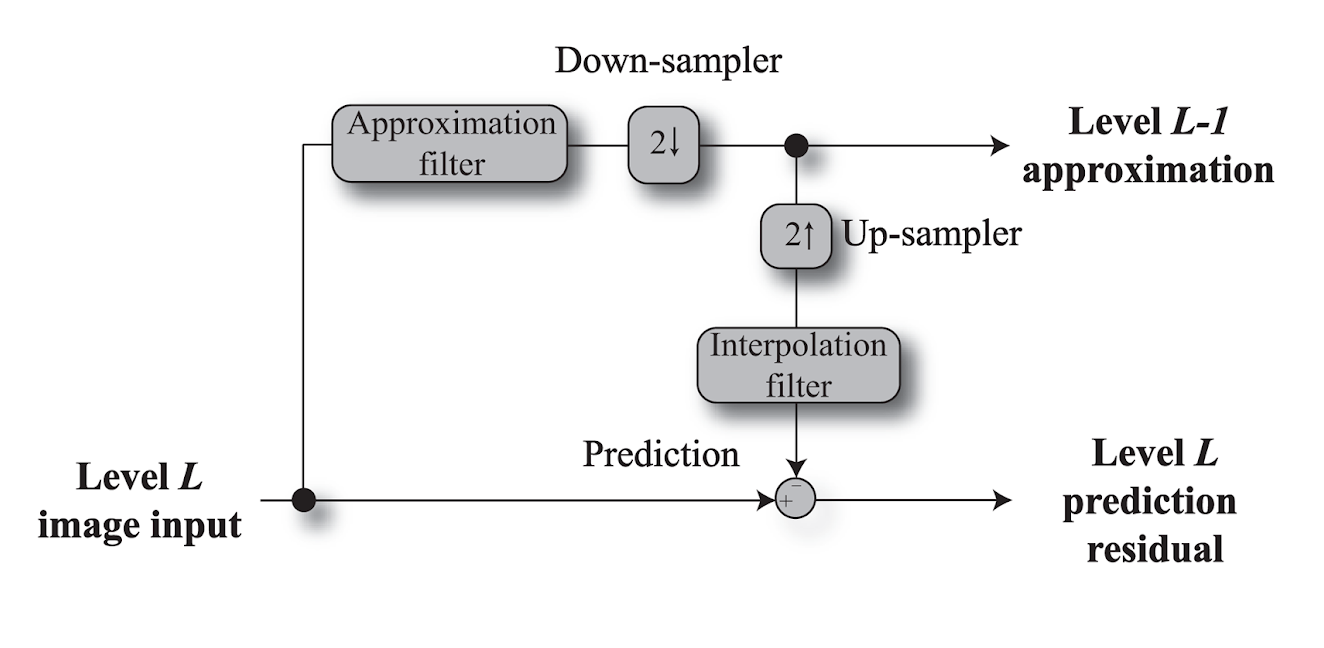 Down-sampler
Approximation
filter
2↓
Level L-1
approximation
2↑
Up-sampler
Interpolation
filter
Prediction
Level L
image input
+
−
Level L
prediction
residual